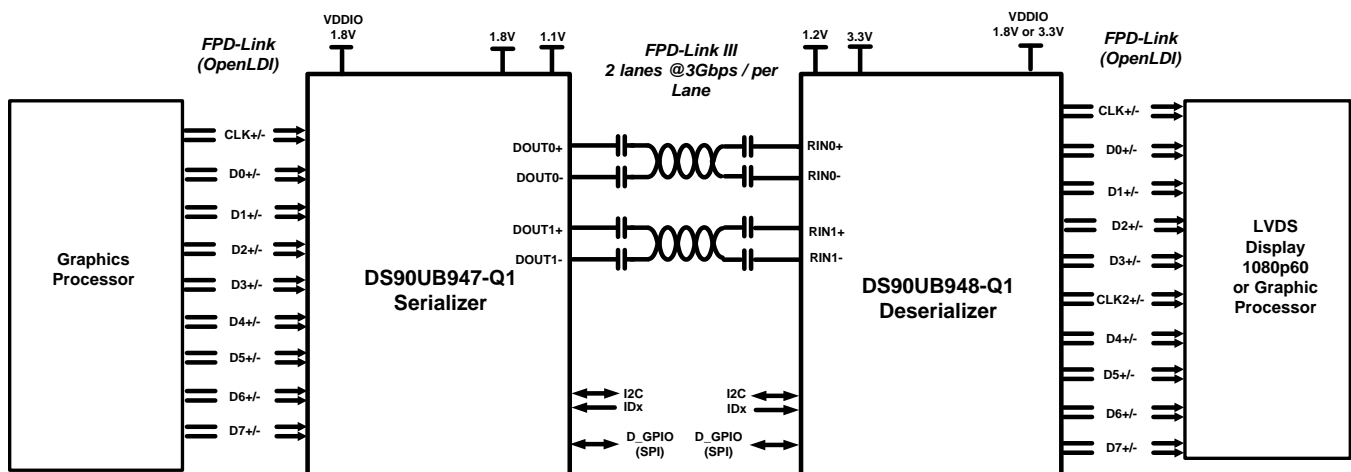 VDDIO
1.8V
1.8V
1.1V
1.2V
3.3V
VDDIO
1.8V or 3.3V
FPD-Link
(OpenLDI)
FPD-Link III
2 lanes @3Gbps / per
Lane
FPD-Link
(OpenLDI)
Graphics
Processor
CLK+/-
D0+/-
D1+/-
D2+/-
D3+/-
D4+/-
D5+/-
D6+/-
D7+/-
DS90UB947-Q1
Serializer
DOUT0+
DOUT0-
DOUT1+
DOUT1-
I2C
IDx
D_GPIO
(SPI)
RIN0+
RIN0-
RIN1+
RIN1-
I2C
IDx
D_GPIO
(SPI)
DS90UB948-Q1
Deserializer
CLK+/-
D0+/-
D1+/-
D2+/-
D3+/-
CLK2+/-
D4+/-
D5+/-
D6+/-
D7+/-
LVDS
Display
1080p60
or Graphic
Processor